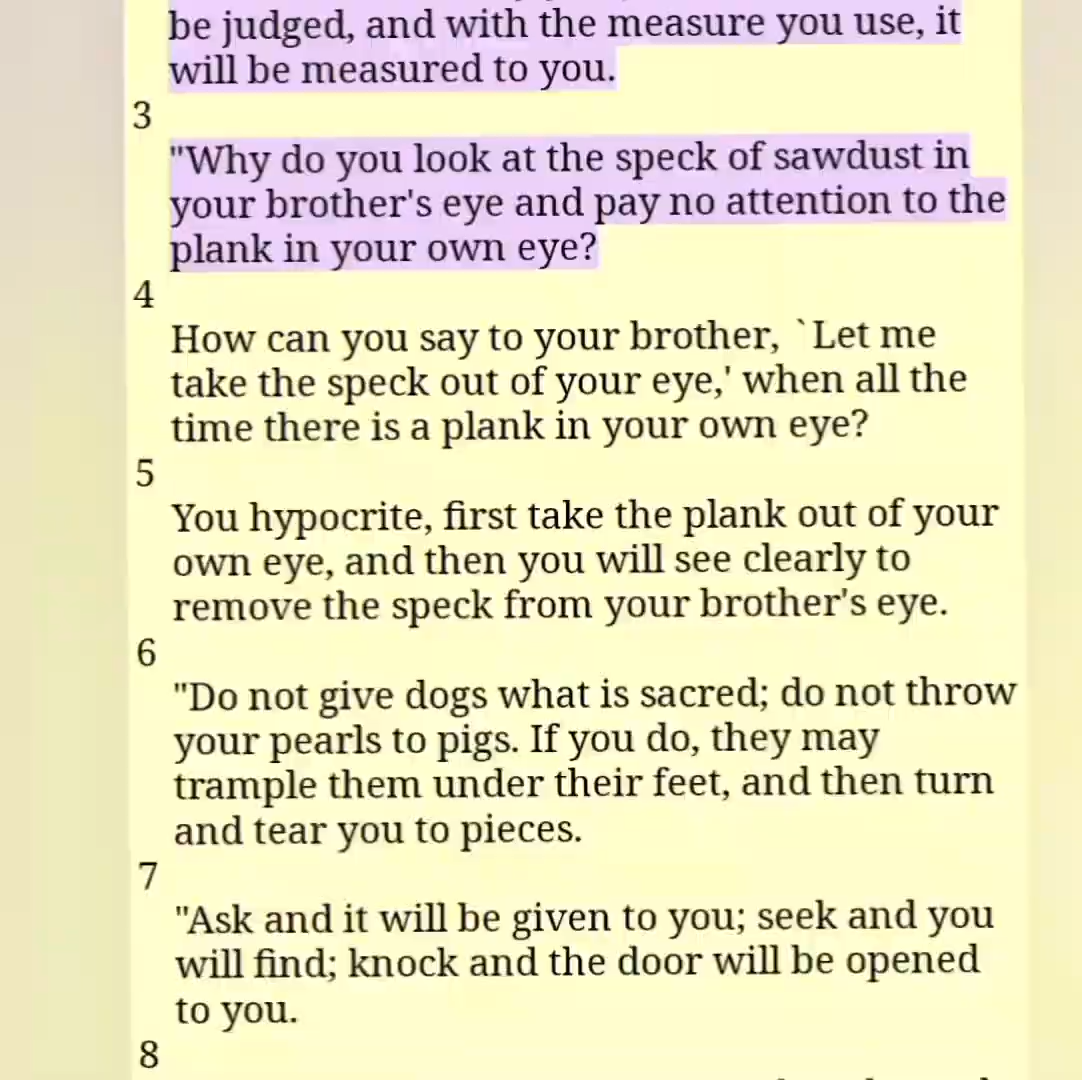 be judged, and with the measure you use, it
will be measured to you.
3
"Why do you look at the speck of sawdust in
your brother's eye and pay no attention to the
plank in your own eye?
4
How can you say to your brother, `Let me
take the speck out of your eye,' when all the
time there is a plank in your own eye?
5
You hypocrite, first take the plank out of your
own eye, and then you will see clearly to
remove the speck from your brother's eye.
6
"Do not give dogs what is sacred; do not throw
your pearls to pigs. If you do, they may
trample them under their feet, and then turn
and tear you to pieces.
7
"Ask and it will be given to you; seek and you
will find; knock and the door will be opened
to you.
8